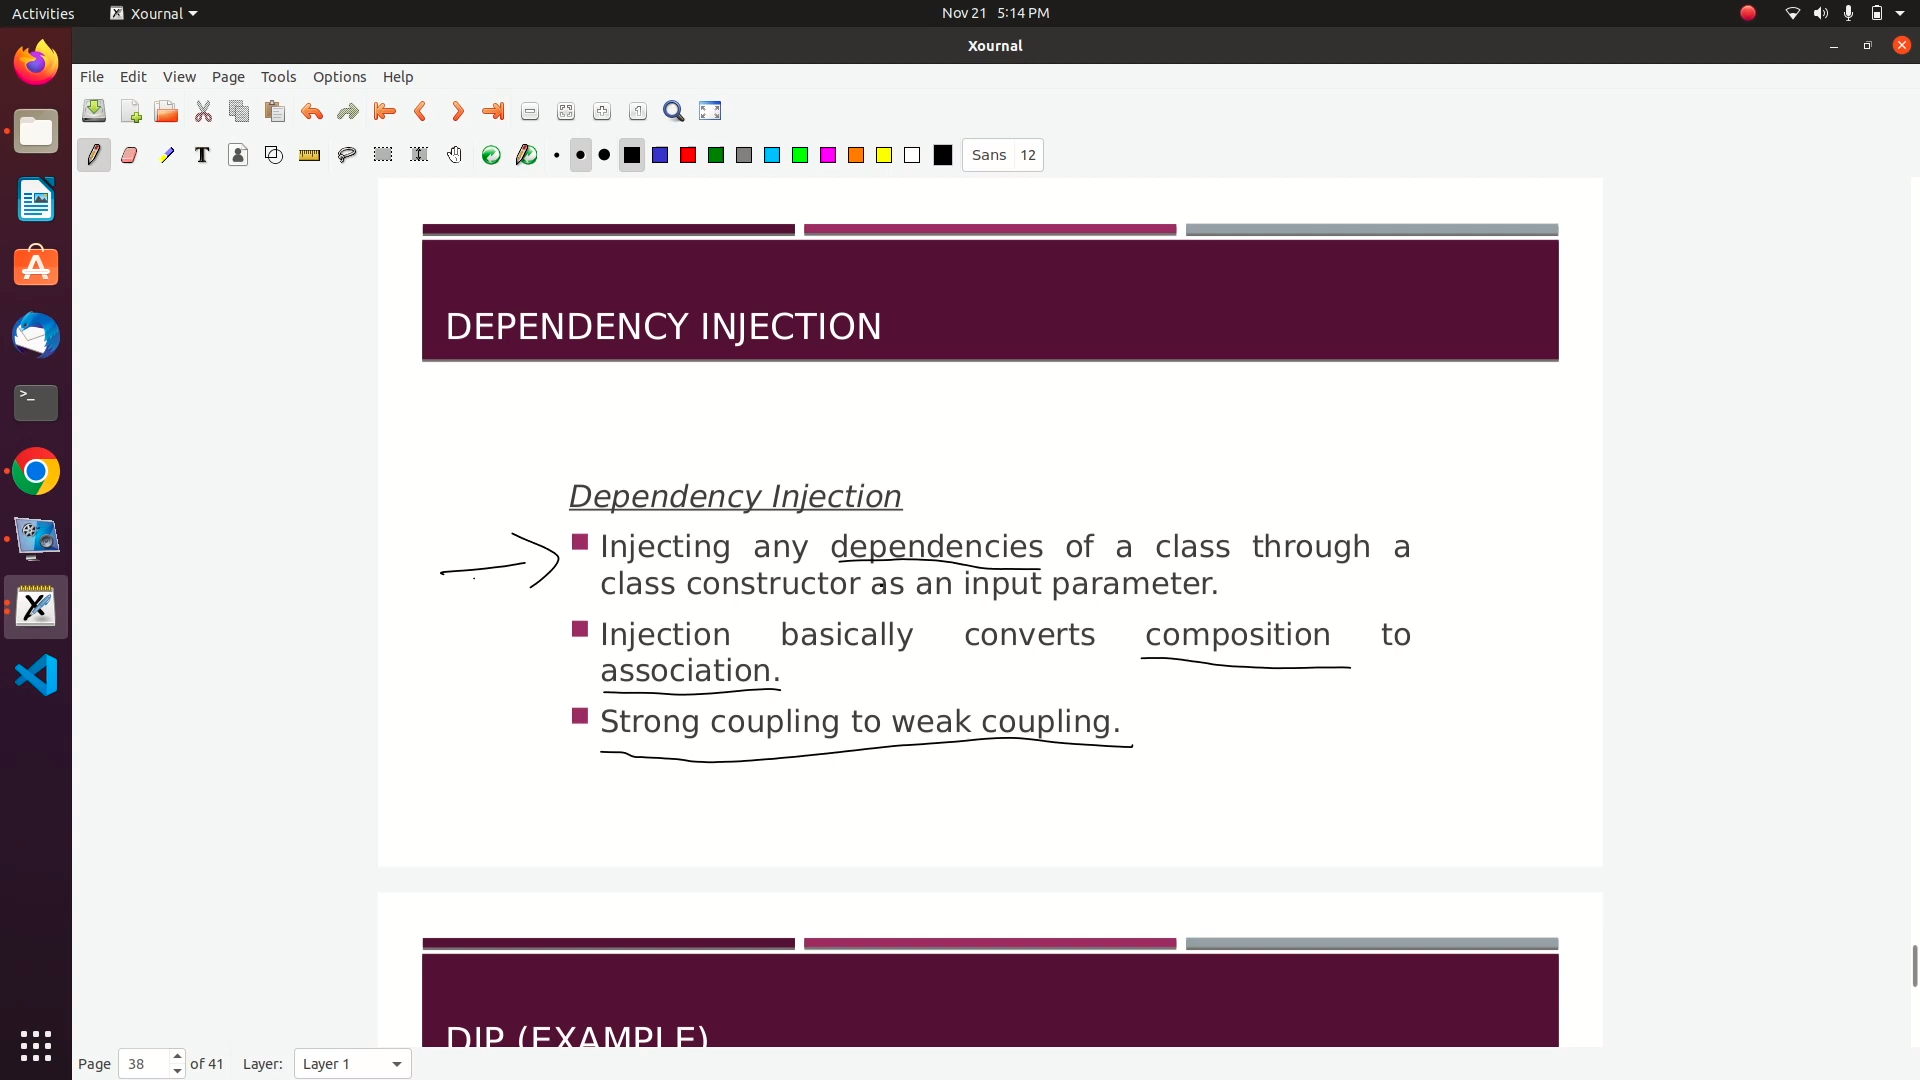 Activities Xournal Nov 21 5:14 PM
Xournal
File Edit View Page Tools Options Help
Sans 12
DEPENDENCY INJECTION
Dependency Injection
Injecting any dependencies of a class through a
class constructor as an input parameter.
Injection basically converts composition to
association.
Strong coupling to weak coupling.
DIP (EXAMPLE)
Page 38 of 41 Layer: Layer 1